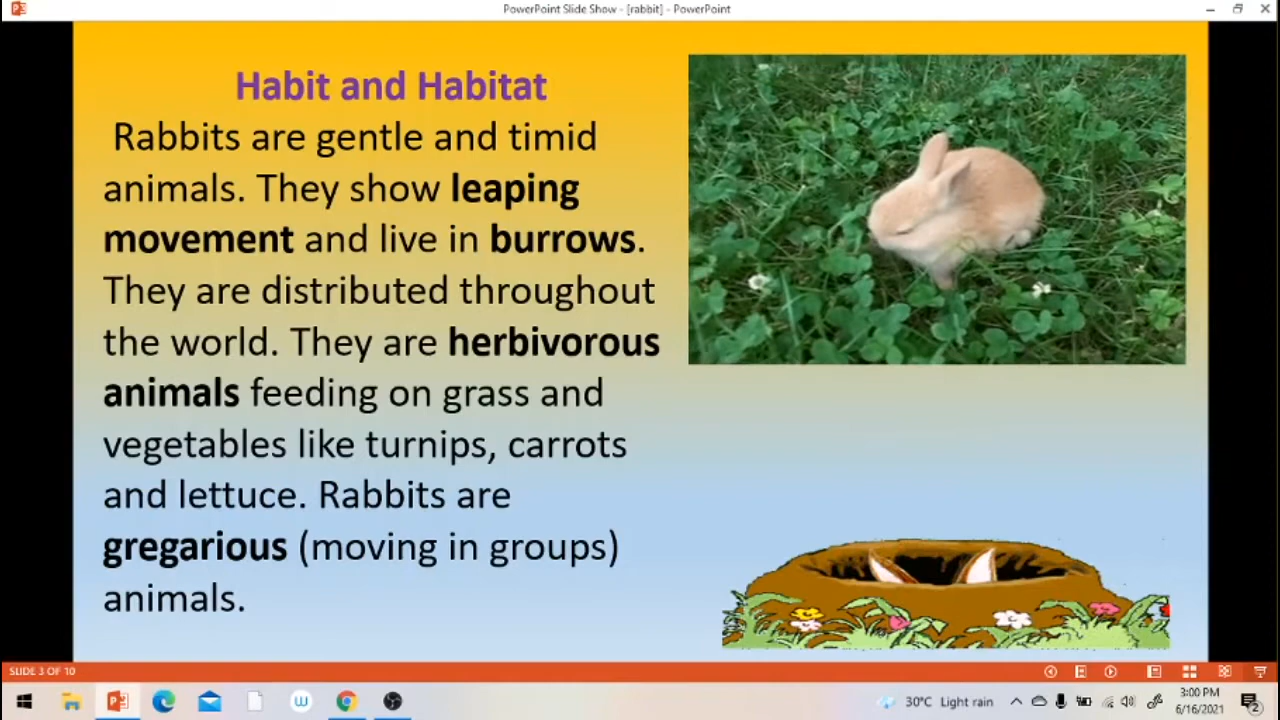 PowerPoint Slide Show - [rabbit] - PowerPoint
Habit and Habitat
Rabbits are gentle and timid
animals. They show leaping
movement and live in burrows.
They are distributed throughout
the world. They are herbivorous
animals feeding on grass and
vegetables like turnips, carrots
and lettuce. Rabbits are
gregarious (moving in groups)
animals.
SLIDE 3 OF 10
30°C Light rain
3:00 PM
6/16/2021
2